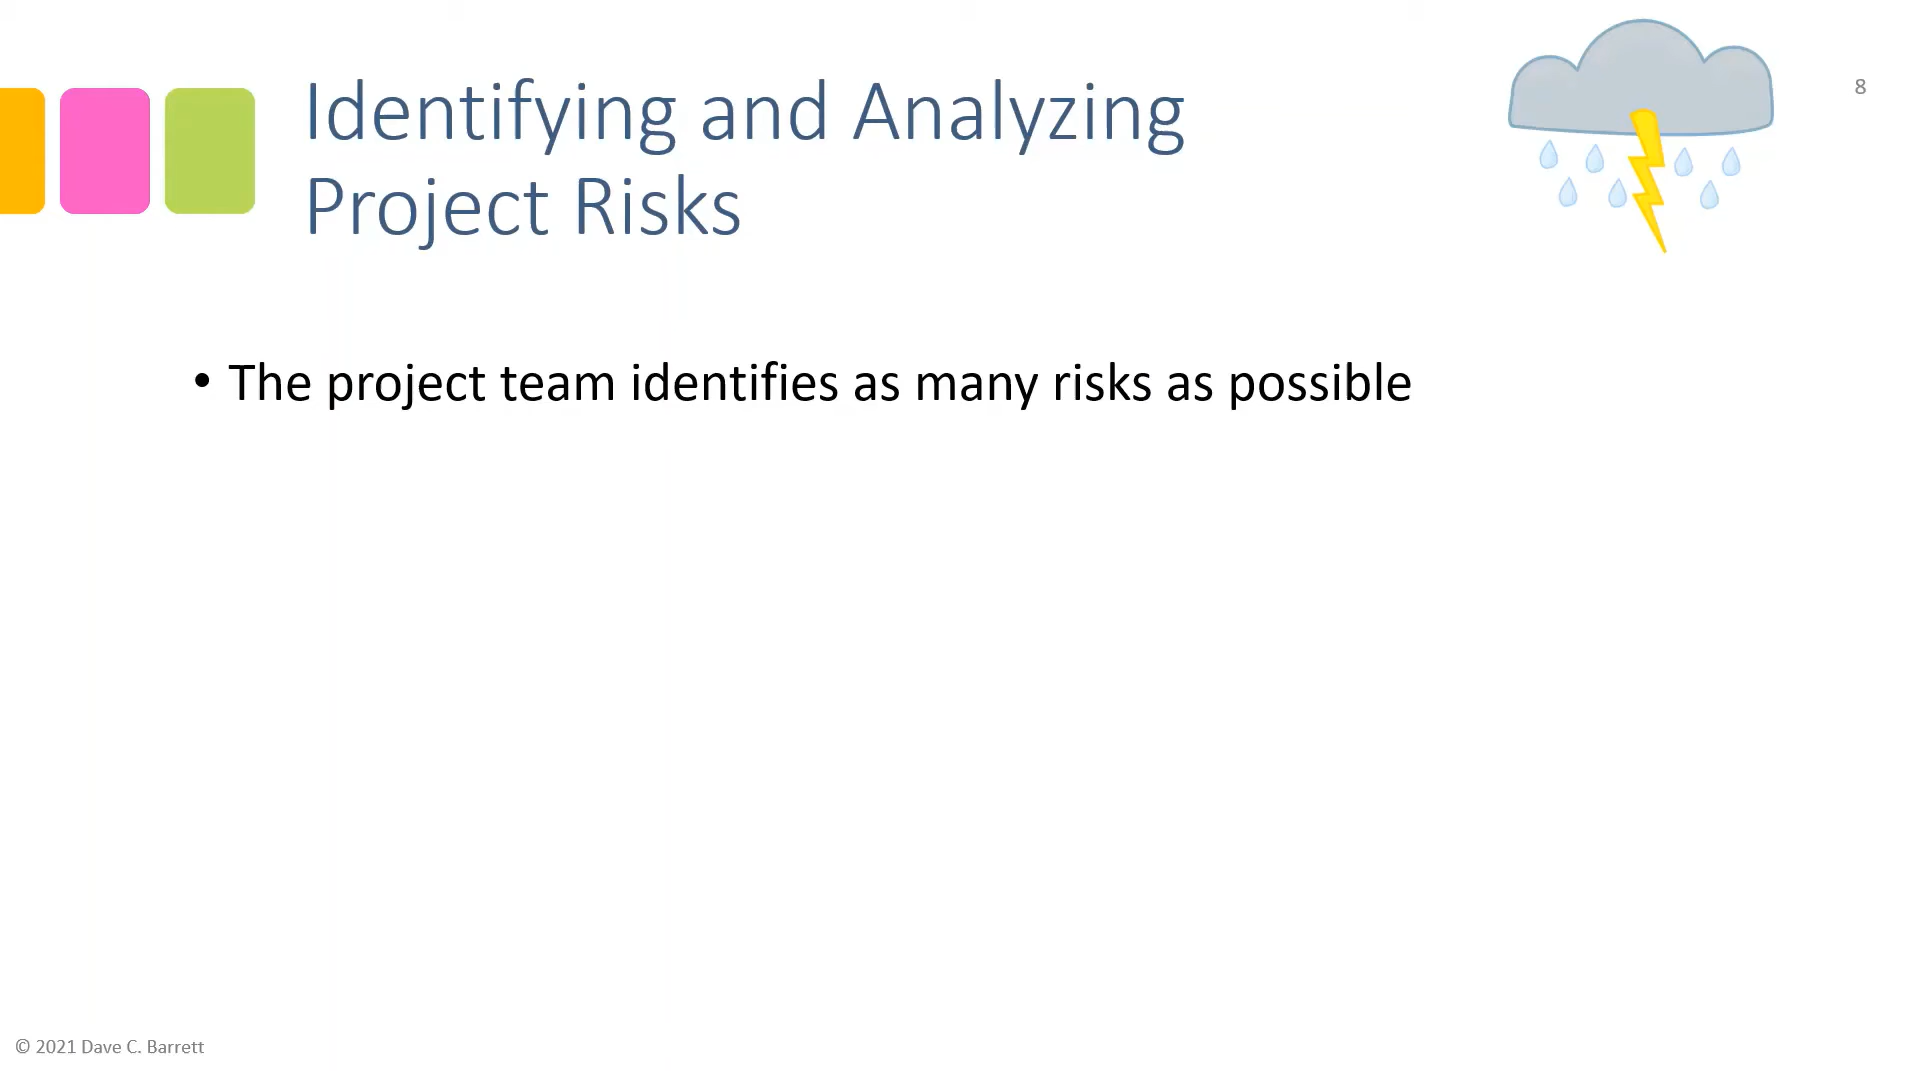 Identifying and Analyzing
Project Risks
8
• The project team identifies as many risks as possible
© 2021 Dave C. Barrett